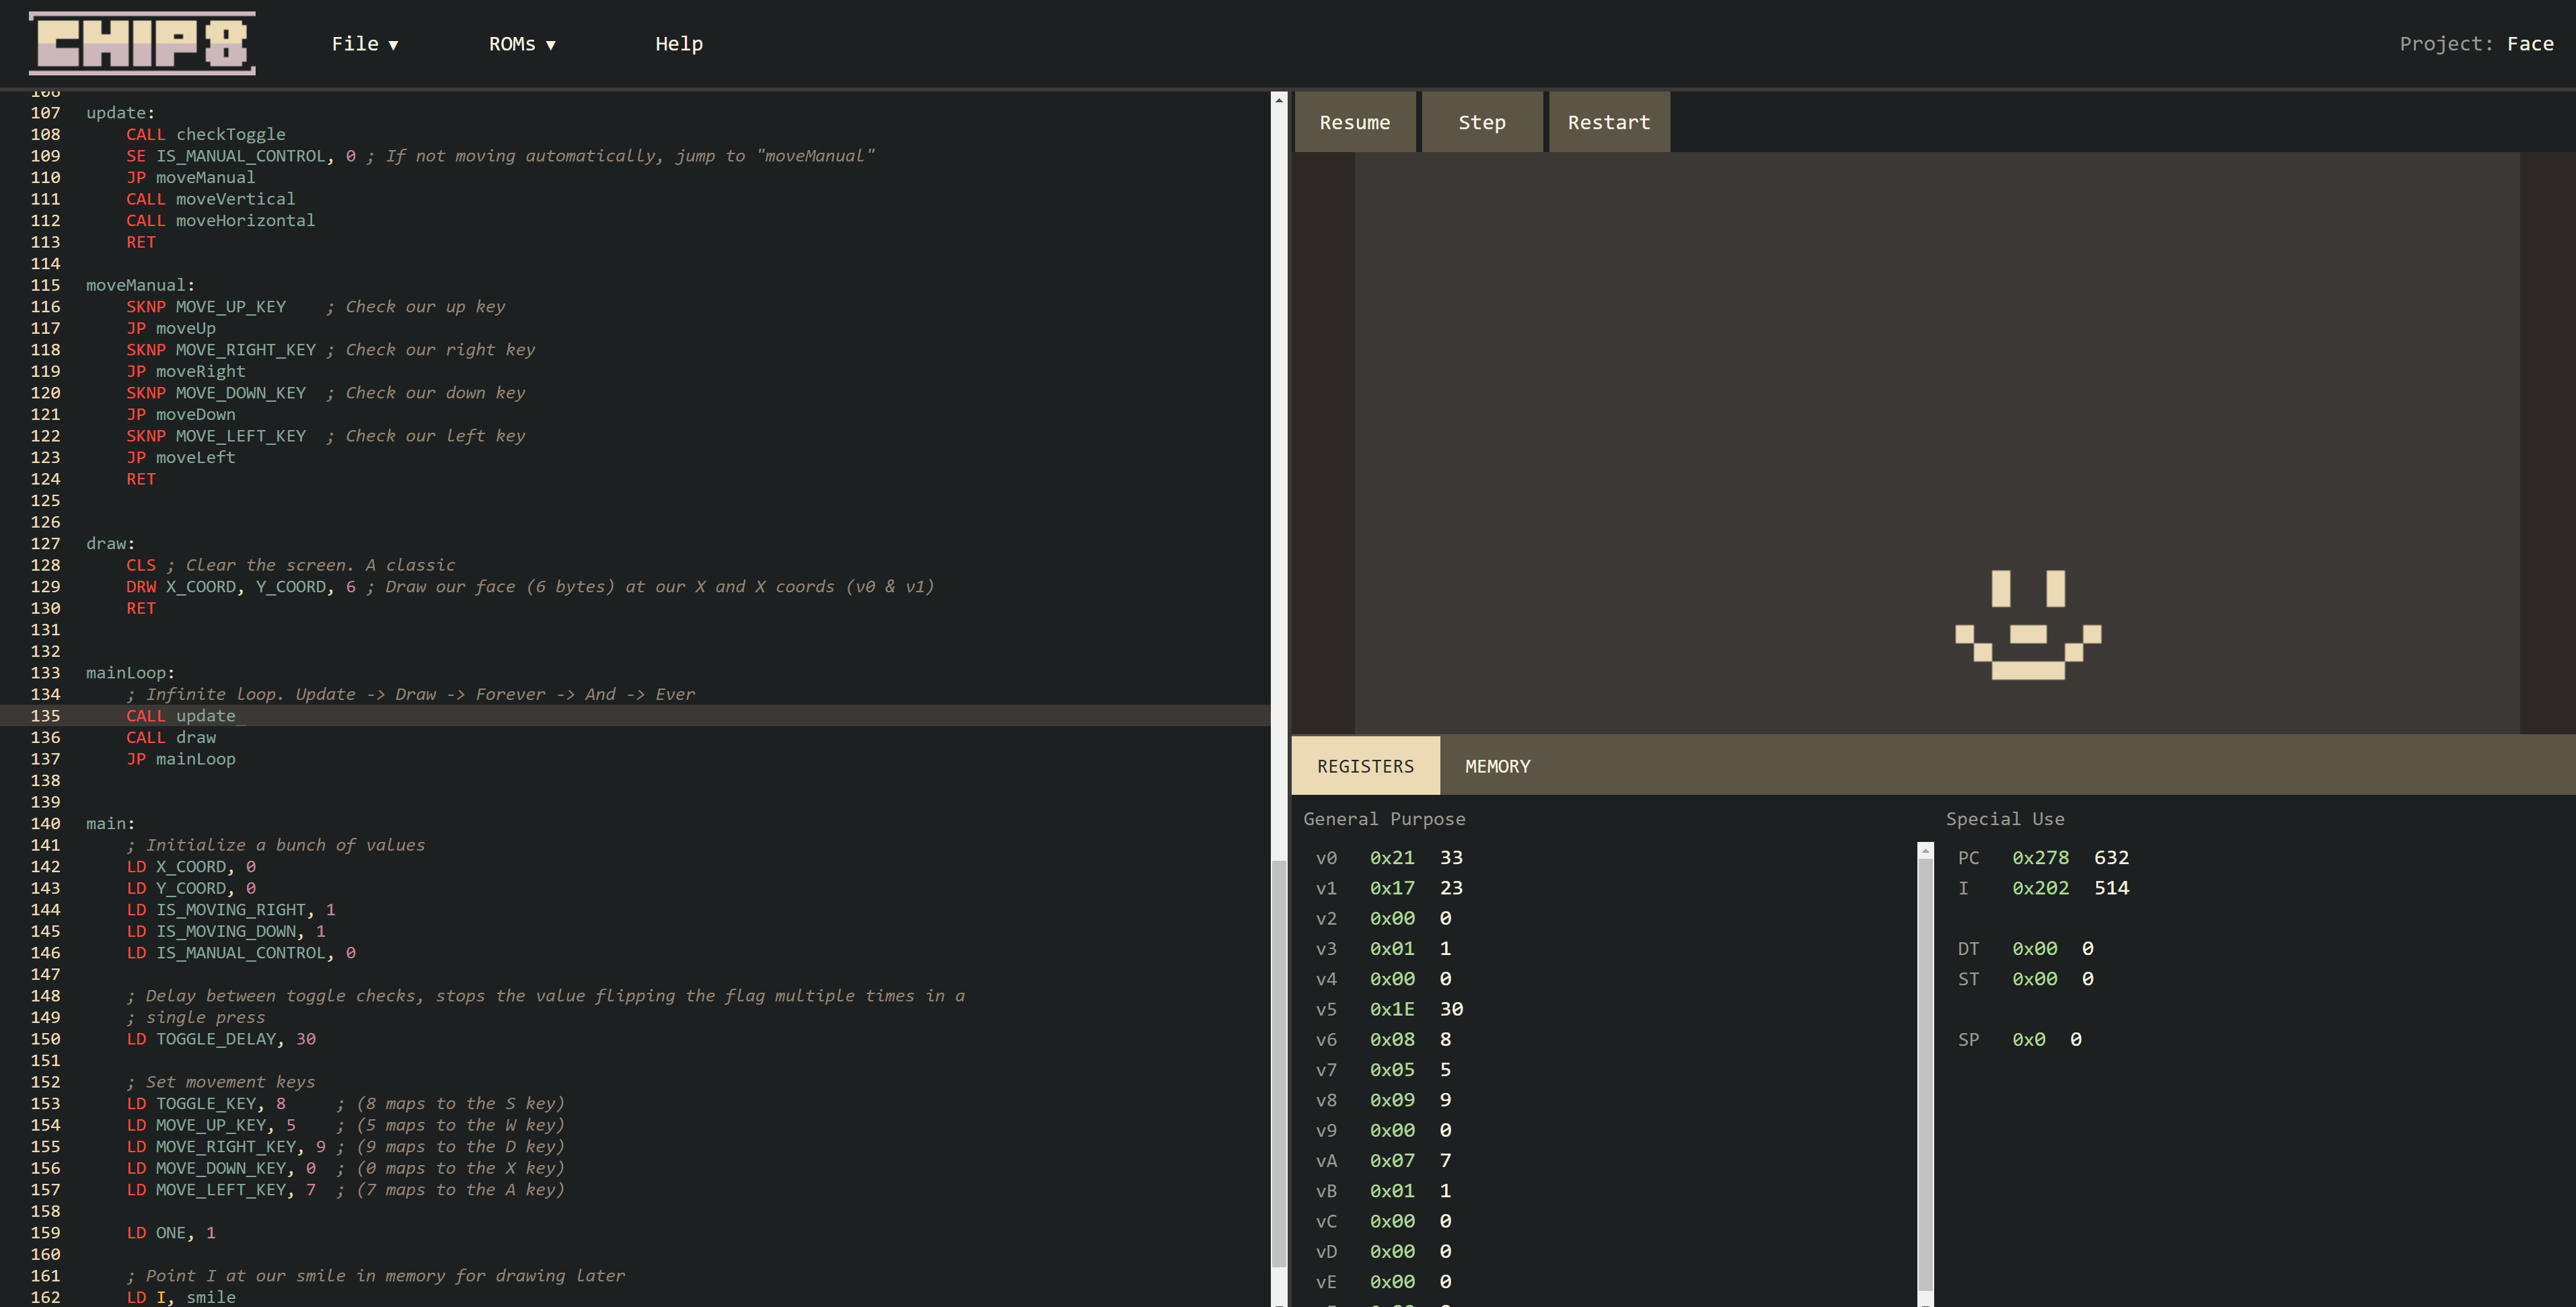 CHIP8 File ▼ ROMs ▼ Help Project: Face
106
107 update:
108 CALL checkToggle
109 SE IS_MANUAL_CONTROL, 0 ; If not moving automatically, jump to "moveManual"
110 JP moveManual
111 CALL moveVertical
112 CALL moveHorizontal
113 RET
114
115 moveManual:
116 SKNP MOVE_UP_KEY ; Check our up key
117 JP moveUp
118 SKNP MOVE_RIGHT_KEY ; Check our right key
119 JP moveRight
120 SKNP MOVE_DOWN_KEY ; Check our down key
121 JP moveDown
122 SKNP MOVE_LEFT_KEY ; Check our left key
123 JP moveLeft
124 RET
125
126
127 draw:
128 CLS ; Clear the screen. A classic
129 DRW X_COORD, Y_COORD, 6 ; Draw our face (6 bytes) at our X and X coords (v0 & v1)
130 RET
131
132
133 mainLoop:
134 ; Infinite loop. Update -> Draw -> Forever -> And -> Ever
135 CALL update_
136 CALL draw
137 JP mainLoop
138
139
140 main:
141 ; Initialize a bunch of values
142 LD X_COORD, 0
143 LD Y_COORD, 0
144 LD IS_MOVING_RIGHT, 1
145 LD IS_MOVING_DOWN, 1
146 LD IS_MANUAL_CONTROL, 0
147
148 ; Delay between toggle checks, stops the value flipping the flag multiple times in a
149 ; single press
150 LD TOGGLE_DELAY, 30
151
152 ; Set movement keys
153 LD TOGGLE_KEY, 8 ; (8 maps to the S key)
154 LD MOVE_UP_KEY, 5 ; (5 maps to the W key)
155 LD MOVE_RIGHT_KEY, 9 ; (9 maps to the D key)
156 LD MOVE_DOWN_KEY, 0 ; (0 maps to the X key)
157 LD MOVE_LEFT_KEY, 7 ; (7 maps to the A key)
158
159 LD ONE, 1
160
161 ; Point I at our smile in memory for drawing later
162 LD I, smile
Resume Step Restart
REGISTERS MEMORY
General Purpose
v0 0x21 33
v1 0x17 23
v2 0x00 0
v3 0x01 1
v4 0x00 0
v5 0x1E 30
v6 0x08 8
v7 0x05 5
v8 0x09 9
v9 0x00 0
vA 0x07 7
vB 0x01 1
vC 0x00 0
vD 0x00 0
vE 0x00 0
Special Use
PC 0x278 632
I 0x202 514
DT 0x00 0
ST 0x00 0
SP 0x0 0